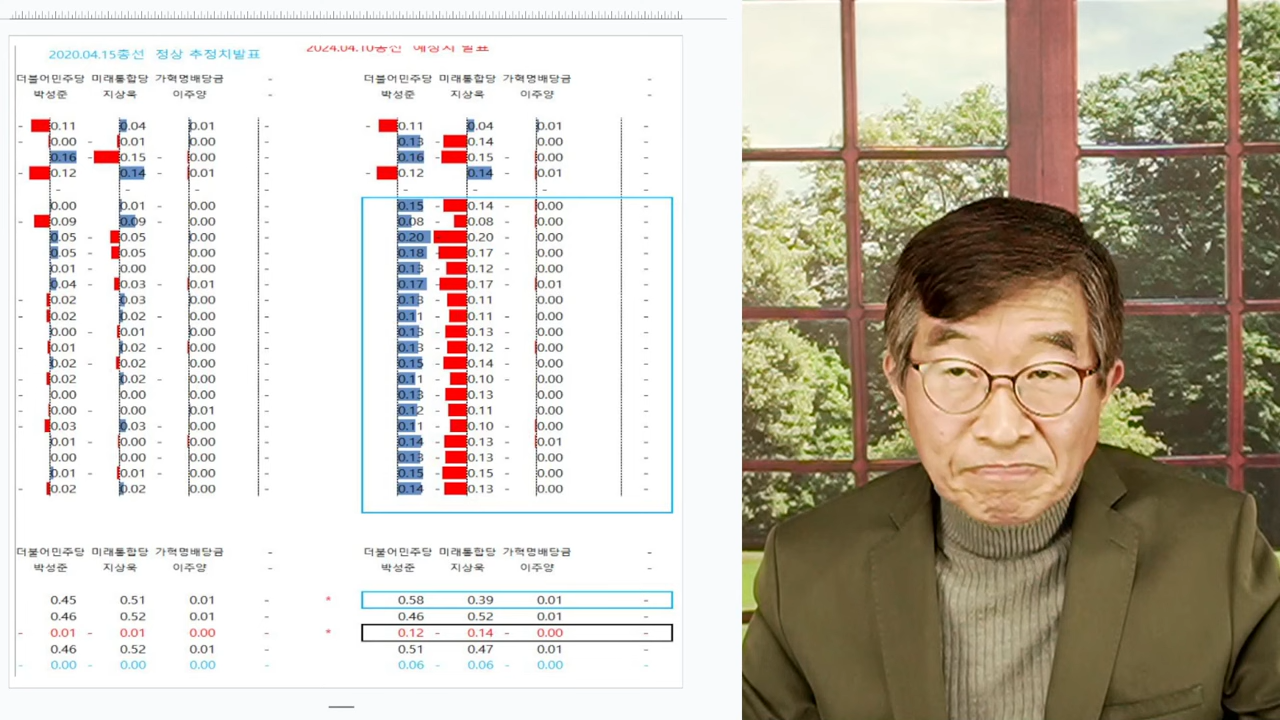 2020.04.15총선 정상 추정치발표 2024.04.10총선 예상치 발표
더불어민주당 미래통합당 가혁명배당금 - 더불어민주당 미래통합당 가혁명배당금 -
박성준 지상욱 이주양 - 박성준 지상욱 이주양 -
- 0.11 0.04 0.01 - - 0.11 0.04 0.01 -
- 0.00 - 0.01 - 0.00 - 0.13 - 0.14 - 0.00 -
0.16 - 0.15 - 0.00 - 0.16 - 0.15 - 0.00 -
- 0.12 0.14 - 0.01 - - 0.12 0.14 - 0.01 -
- - - - - -
0.00 - 0.01 0.00 - 0.15 - 0.14 - 0.00 -
- 0.09 0.09 0.00 - 0.08 - 0.08 - 0.00 -
0.05 - 0.05 0.00 - 0.20 - 0.20 0.00 -
0.05 - 0.05 0.00 - 0.18 - 0.17 - 0.00 -
0.01 - 0.00 - 0.00 - 0.13 - 0.12 - 0.00 -
0.04 - 0.03 - 0.01 - 0.17 - 0.17 - 0.01 -
- 0.02 0.03 - 0.00 - 0.13 - 0.11 - 0.00 -
- 0.02 0.02 - 0.00 - 0.11 - 0.11 - 0.00 -
0.00 - 0.01 - 0.00 - 0.13 - 0.13 - 0.00 -
- 0.01 0.02 - 0.00 - 0.13 - 0.12 - 0.00 -
0.02 - 0.02 0.00 - 0.15 - 0.14 - 0.00 -
- 0.02 0.02 - 0.00 - 0.11 - 0.10 - 0.00 -
0.00 0.00 - 0.00 - 0.13 - 0.13 - 0.00 -
- 0.00 0.00 - 0.01 - 0.12 - 0.11 - 0.00 -
- 0.03 0.03 - 0.00 - 0.11 - 0.10 - 0.00 -
0.01 - 0.00 - 0.00 - 0.14 - 0.13 - 0.01 -
0.00 0.00 0.00 - 0.13 - 0.13 - 0.00 -
0.01 - 0.01 - 0.00 - 0.15 - 0.15 - 0.00 -
- 0.02 0.02 0.00 - 0.14 - 0.13 - 0.00 -
더불어민주당 미래통합당 가혁명배당금 - 더불어민주당 미래통합당 가혁명배당금 -
박성준 지상욱 이주양 - 박성준 지상욱 이주양 -
0.45 0.51 0.01 - * 0.58 0.39 0.01 -
0.46 0.52 0.01 - 0.46 0.52 0.01 -
- 0.01 - 0.01 0.00 - * 0.12 - 0.14 - 0.00 -
0.46 0.52 0.01 - 0.51 0.47 0.01 -
- 0.00 - 0.00 0.00 - 0.06 - 0.06 - 0.00 -